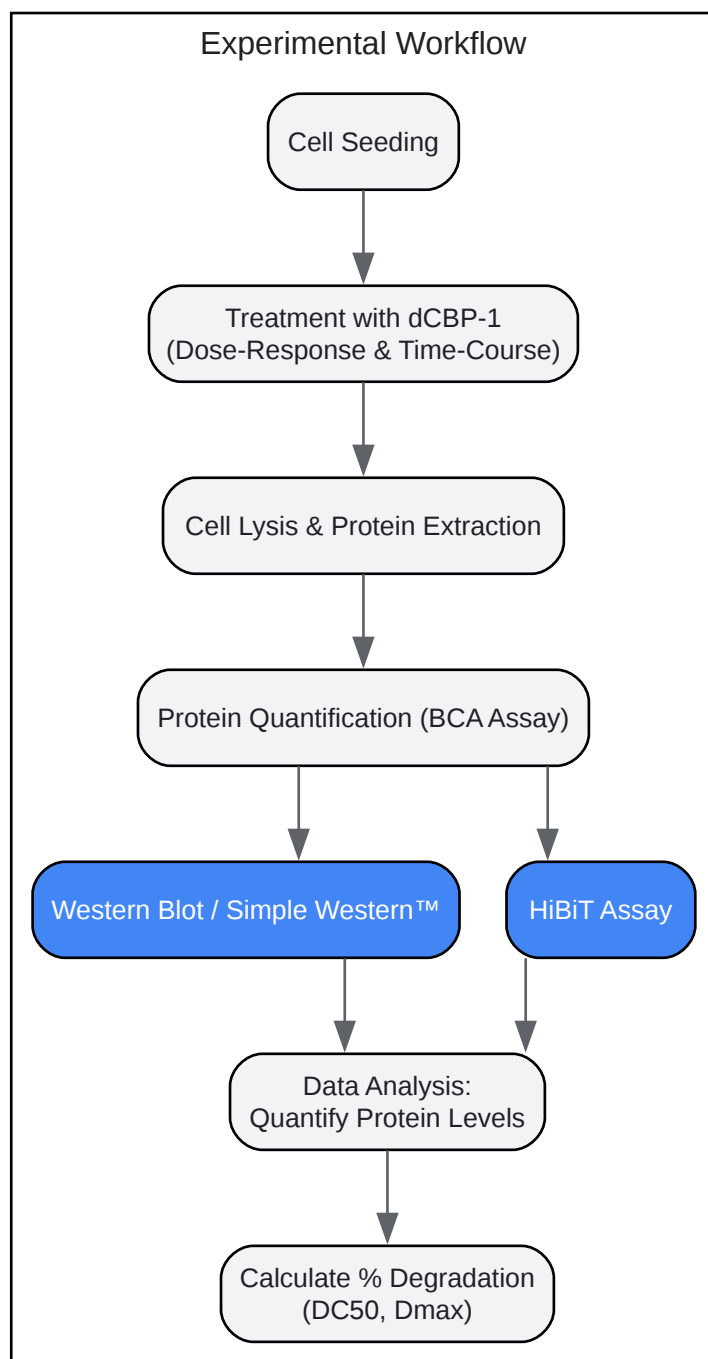 Experimental Workflow
Cell Seeding
Treatment with dCBP-1
(Dose-Response & Time-Course)
Cell Lysis & Protein Extraction
Protein Quantification (BCA Assay)
Western Blot / Simple Western™
HiBiT Assay
Data Analysis:
Quantify Protein Levels
Calculate % Degradation
(DC50, Dmax)